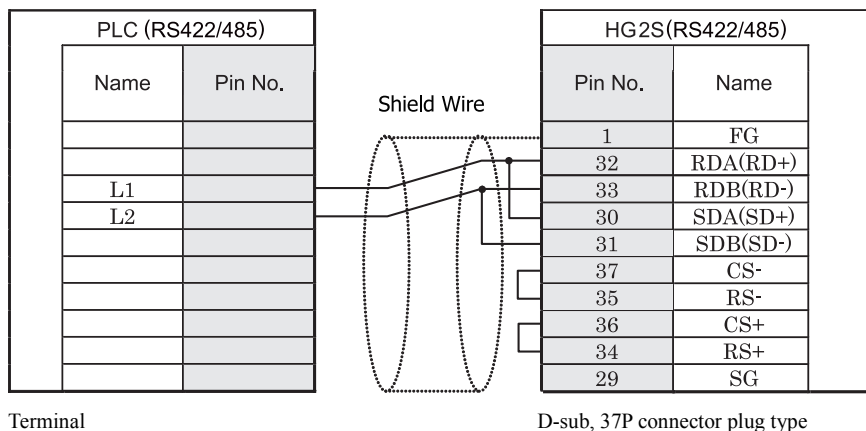 PLC (RS422/485) HG2S(RS422/485)
Name Pin No. Pin No. Name
Shield Wire
1 FG
32 RDA(RD+)
L1 33 RDB(RD-)
L2 30 SDA(SD+)
31 SDB(SD-)
37 CS-
35 RS-
36 CS+
34 RS+
29 SG
Terminal D-sub, 37P connector plug type